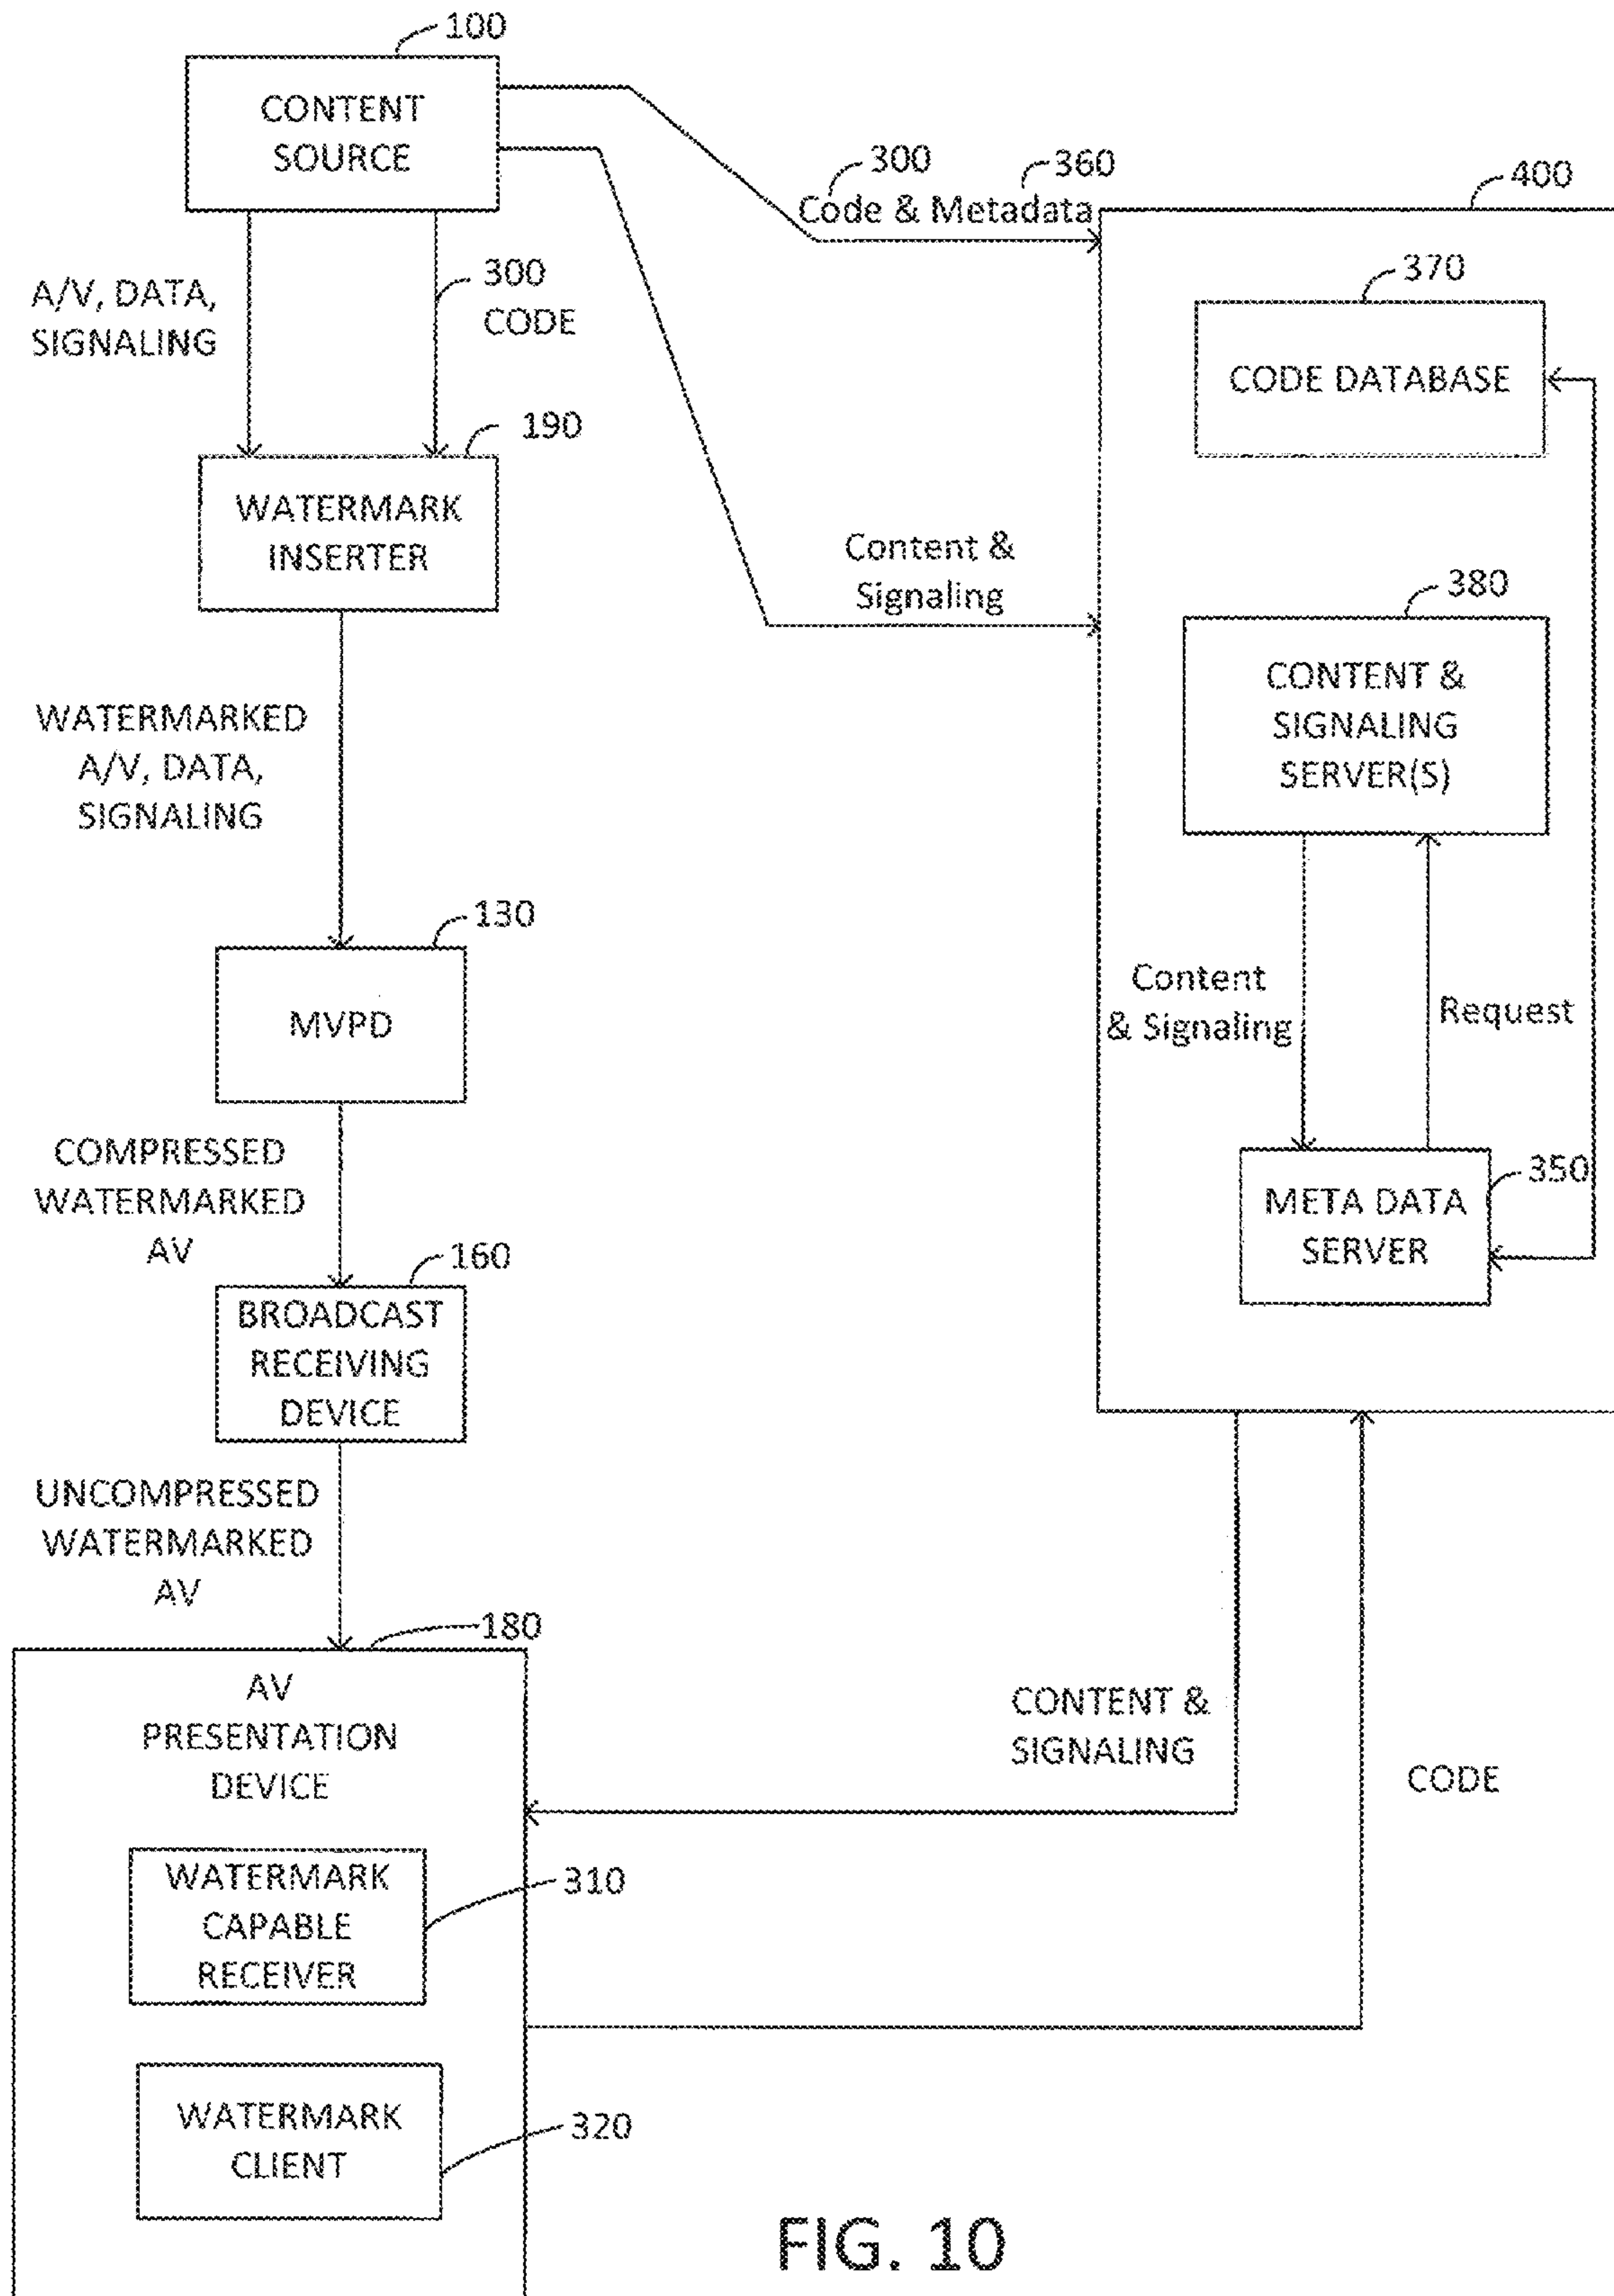 100
CONTENT
SOURCE
300
360
Code & Metadata
400
A/V, DATA,
SIGNALING
300
CODE
370
CODE DATABASE
190
WATERMARK
INSERTER
Content &
Signaling
380
CONTENT &
SIGNALING
SERVER(S)
WATERMARKED
A/V, DATA,
SIGNALING
130
MVPD
Content
& Signaling
Request
COMPRESSED
WATERMARKED
AV
350
META DATA
SERVER
160
BROADCAST
RECEIVING
DEVICE
UNCOMPRESSED
WATERMARKED
AV
180
AV
PRESENTATION
DEVICE
CONTENT &
SIGNALING
CODE
WATERMARK
CAPABLE
RECEIVER
310
WATERMARK
CLIENT
320
FIG. 10